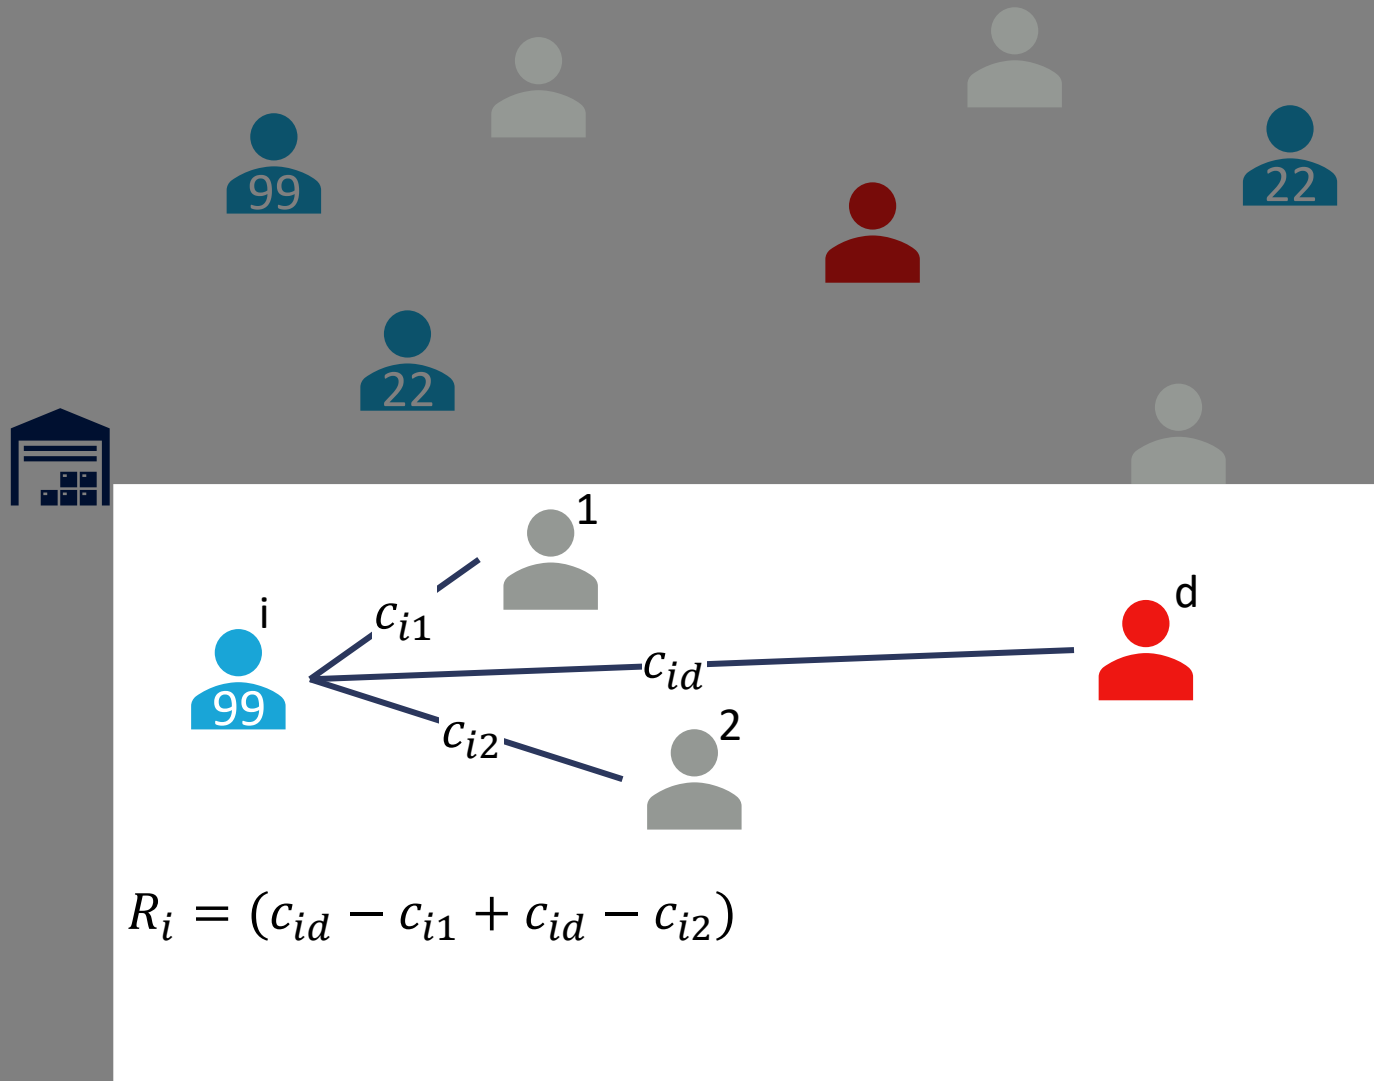 99
22
22
1
i
d
c_{i1}
c_{id}
99
2
c_{i2}
R_i = (c_{id} − c_{i1} + c_{id} − c_{i2})